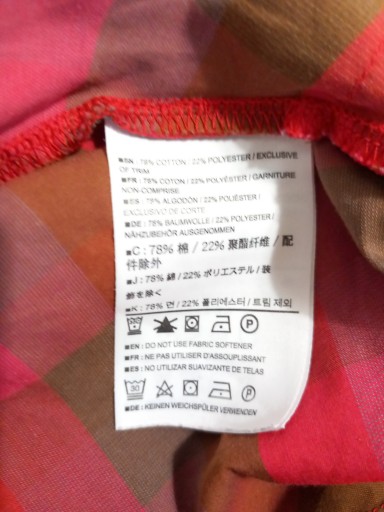 ■EN : 78% COTTON / 22% POLYESTER / EXCLUSIVE
OF TRIM
■FR : 78% COTON / 22% POLYESTER / GARNITURE
NON-COMPRISE
■ES : 78% ALGODÓN / 22% POLIÉSTER /
EXCLUSIVO DE CORTE
■DE : 78% BAUMWOLLE / 22% POLYESTER /
NÄHZUBEHÖR AUSGENOMMEN
■C : 78% 棉 / 22% 聚酯纤维 / 配
件除外
■J : 78% 綿 / 22% ポリエステル / 装
飾を除く
■K : 78% 면 / 22% 폴리에스터 / 트림 제외
P
■EN : DO NOT USE FABRIC SOFTENER
■FR : NE PAS UTILISER D'ASSOUPLISSANT
■ES : NO UTILIZAR SUAVIZANTE DE TELAS
30 P
■DE : KEINEN WEICHSPÜLER VERWENDEN